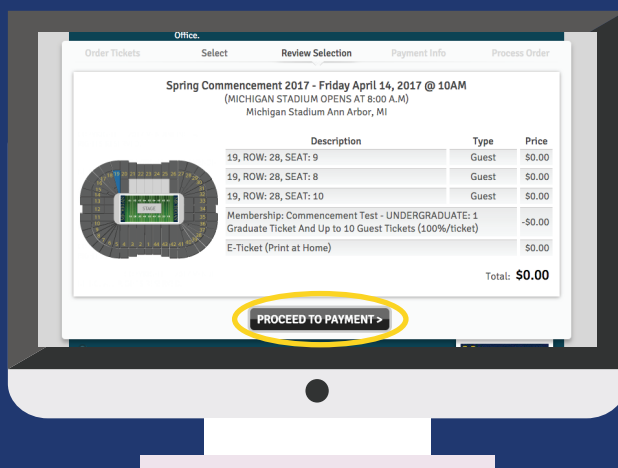 Office.
Order Tickets Select Review Selection Payment Info Process Order
Spring Commencement 2017 - Friday April 14, 2017 @ 10AM
(MICHIGAN STADIUM OPENS AT 8:00 A.M)
Michigan Stadium Ann Arbor, MI
Description Type Price
19, ROW: 28, SEAT: 9 Guest $0.00
19, ROW: 28, SEAT: 8 Guest $0.00
19, ROW: 28, SEAT: 10 Guest $0.00
Membership: Commencement Test - UNDERGRADUATE: 1
Graduate Ticket And Up to 10 Guest Tickets (100%/ticket) -$0.00
E-Ticket (Print at Home) $0.00
Total: $0.00
STAGE
PROCEED TO PAYMENT >